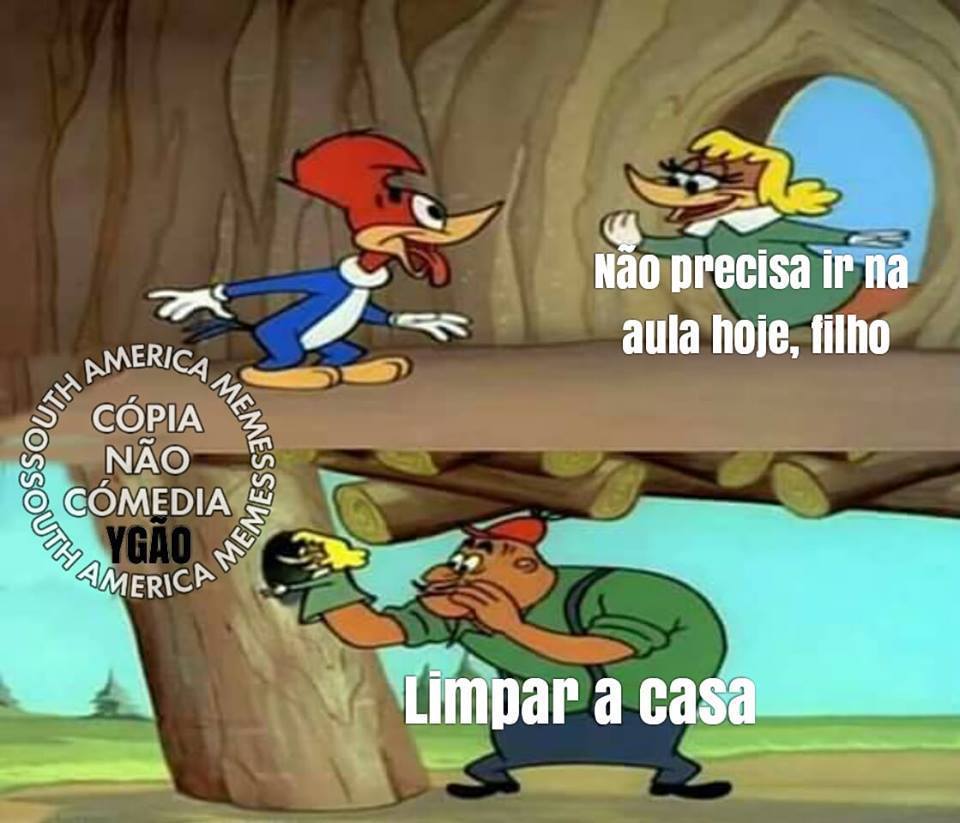 Não precisa ir na
aula hoje, filho
SOUTH AMERICA MEMES
CÓPIA
NÃO
CÓMEDIA
YGÃO
SOUTH AMERICA MEMES
Limpar a casa